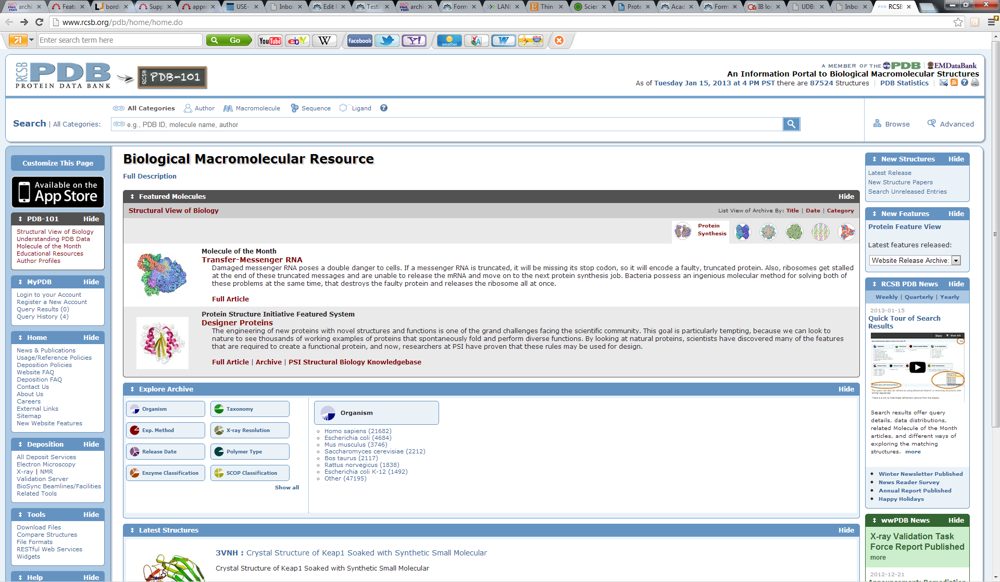 archi
Featu
bord
Supp
appr
USE-
Inbo
Edit
Testi
archi
Form
LANI
Thin
Scien
Prote
Acad
Form
IB lo
UDB:
Inbo
RCSB
www.rcsb.org/pdb/home/home.do
Enter search term here
Go
YouTube
ebY
W
facebook
Y!
weather
W
RCSB PDB
PROTEIN DATA BANK
RCSB PDB-101
A MEMBER OF THE PDB | EMDataBank
An Information Portal to Biological Macromolecular Structures
As of Tuesday Jan 15, 2013 at 4 PM PST there are 87524 Structures | PDB Statistics |
All Categories Author Macromolecule Sequence Ligand ?
Search | All Categories:
e.g., PDB ID, molecule name, author
Browse
Advanced
Customize This Page
Available on the
App Store
PDB-101 Hide
Structural View of Biology
Understanding PDB Data
Molecule of the Month
Educational Resources
Author Profiles
MyPDB Hide
Login to your Account
Register a New Account
Query Results (0)
Query History (4)
Home Hide
News & Publications
Usage/Reference Policies
Deposition Policies
Website FAQ
Deposition FAQ
Contact Us
About Us
Careers
External Links
Sitemap
New Website Features
Deposition Hide
All Deposit Services
Electron Microscopy
X-ray | NMR
Validation Server
BioSync Beamlines/Facilities
Related Tools
Tools Hide
Download Files
Compare Structures
File Formats
RESTful Web Services
Widgets
Help Hide
Biological Macromolecular Resource
Full Description
Featured Molecules Hide
Structural View of Biology
List View of Archive By: Title | Date | Category
Protein
Synthesis
Molecule of the Month
Transfer-Messenger RNA
Damaged messenger RNA poses a double danger to cells. If a messenger RNA is truncated, it will be missing its stop codon, so it will encode a faulty, truncated protein. Also, ribosomes get stalled
at the end of these truncated messages and are unable to release the mRNA and move on to the next protein synthesis job. Bacteria possess an ingenious molecular method for solving both of
these problems at the same time, that destroys the faulty protein and releases the ribosome all at once.
Full Article
Protein Structure Initiative Featured System
Designer Proteins
The engineering of new proteins with novel structures and functions is one of the grand challenges facing the scientific community. This goal is particularly tempting, because we can look to
nature to see thousands of working examples of proteins that spontaneously fold and perform diverse functions. By looking at natural proteins, scientists have discovered many of the features
that are required to create a functional protein, and now, researchers at PSI have proven that these rules may be used for design.
Full Article | Archive | PSI Structural Biology Knowledgebase
Explore Archive Hide
Organism
Taxonomy
Exp. Method
X-ray Resolution
Release Date
Polymer Type
Enzyme Classification
SCOP Classification
Show all
Organism
Homo sapiens (21682)
Escherichia coli (4684)
Mus musculus (3746)
Saccharomyces cerevisiae (2212)
Bos taurus (2117)
Rattus norvegicus (1838)
Escherichia coli K-12 (1492)
Other (47195)
Latest Structures Hide
3VNH : Crystal Structure of Keap1 Soaked with Synthetic Small Molecular
Crystal Structure of Keap1 Soaked with Synthetic Small Molecular
New Structures Hide
Latest Release
New Structure Papers
Search Unreleased Entries
New Features Hide
Protein Feature View
Latest features released:
Website Release Archive:
RCSB PDB News Hide
Weekly | Quarterly | Yearly
2013-01-15
Quick Tour of Search
Results
Share More info
Search results offer query
details, data distributions,
related Molecule of the Month
articles, and different ways of
exploring the matching
structures. more
Winter Newsletter Published
News Reader Survey
Annual Report Published
Happy Holidays
wwPDB News Hide
X-ray Validation Task
Force Report Published
more
2012-12-21